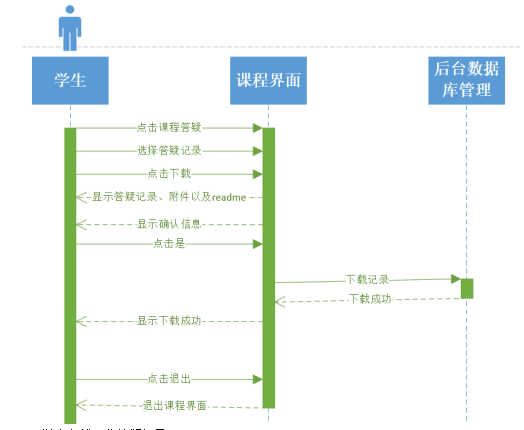 学生
课程界面
后台数据
库管理
点击课程答疑
选择答疑记录
点击下载
显示答疑记录、附件以及readme
显示确认信息
点击是
下载记录
下载成功
显示下载成功
点击退出
退出课程界面